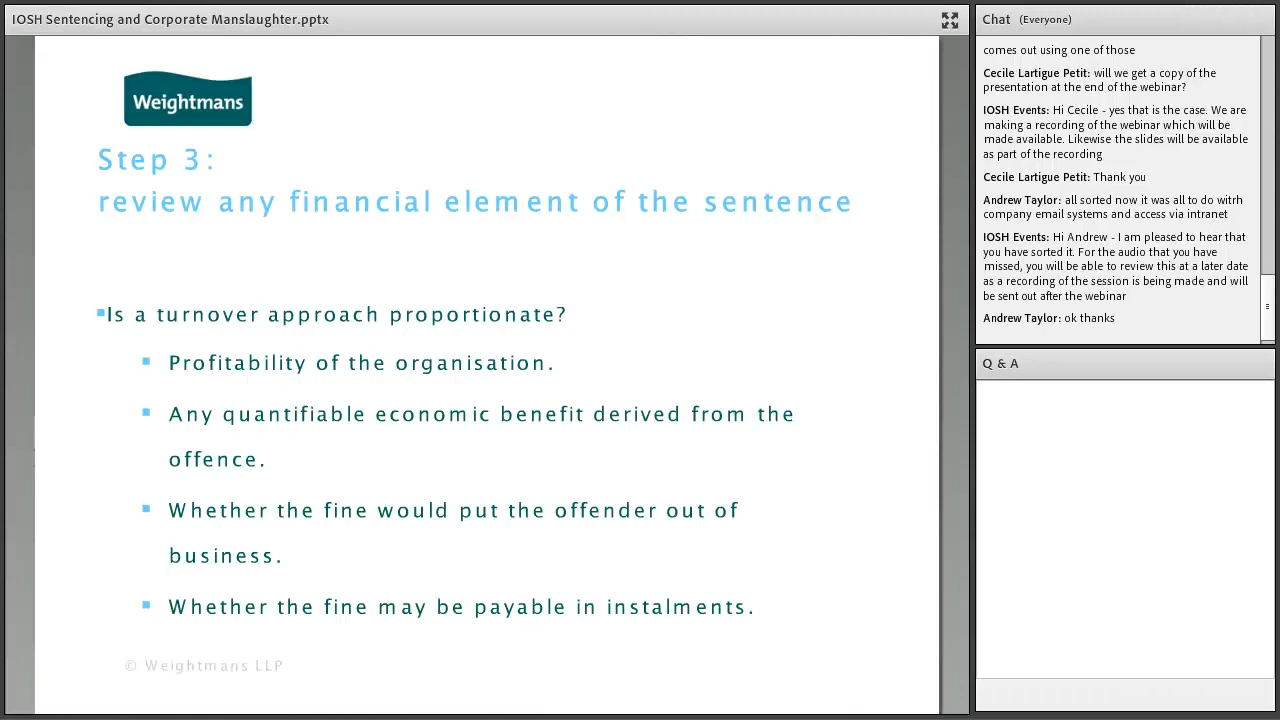 IOSH Sentencing and Corporate Manslaughter.pptx
Weightmans
Step 3:
review any financial element of the sentence
Is a turnover approach proportionate?
Profitability of the organisation.
Any quantifiable economic benefit derived from the
offence.
Whether the fine would put the offender out of
business.
Whether the fine may be payable in instalments.
© Weightmans LLP
Chat (Everyone)
comes out using one of those
Cecile Lartigue Petit: will we get a copy of the
presentation at the end of the webinar?
IOSH Events: Hi Cecile - yes that is the case. We are
making a recording of the webinar which will be
made available. Likewise the slides will be available
as part of the recording
Cecile Lartigue Petit: Thank you
Andrew Taylor: all sorted now it was all to do witrh
company email systems and access via intranet
IOSH Events: Hi Andrew - I am pleased to hear that
you have sorted it. For the audio that you have
missed, you will be able to review this at a later date
as a recording of the session is being made and will
be sent out after the webinar
Andrew Taylor: ok thanks
Q & A